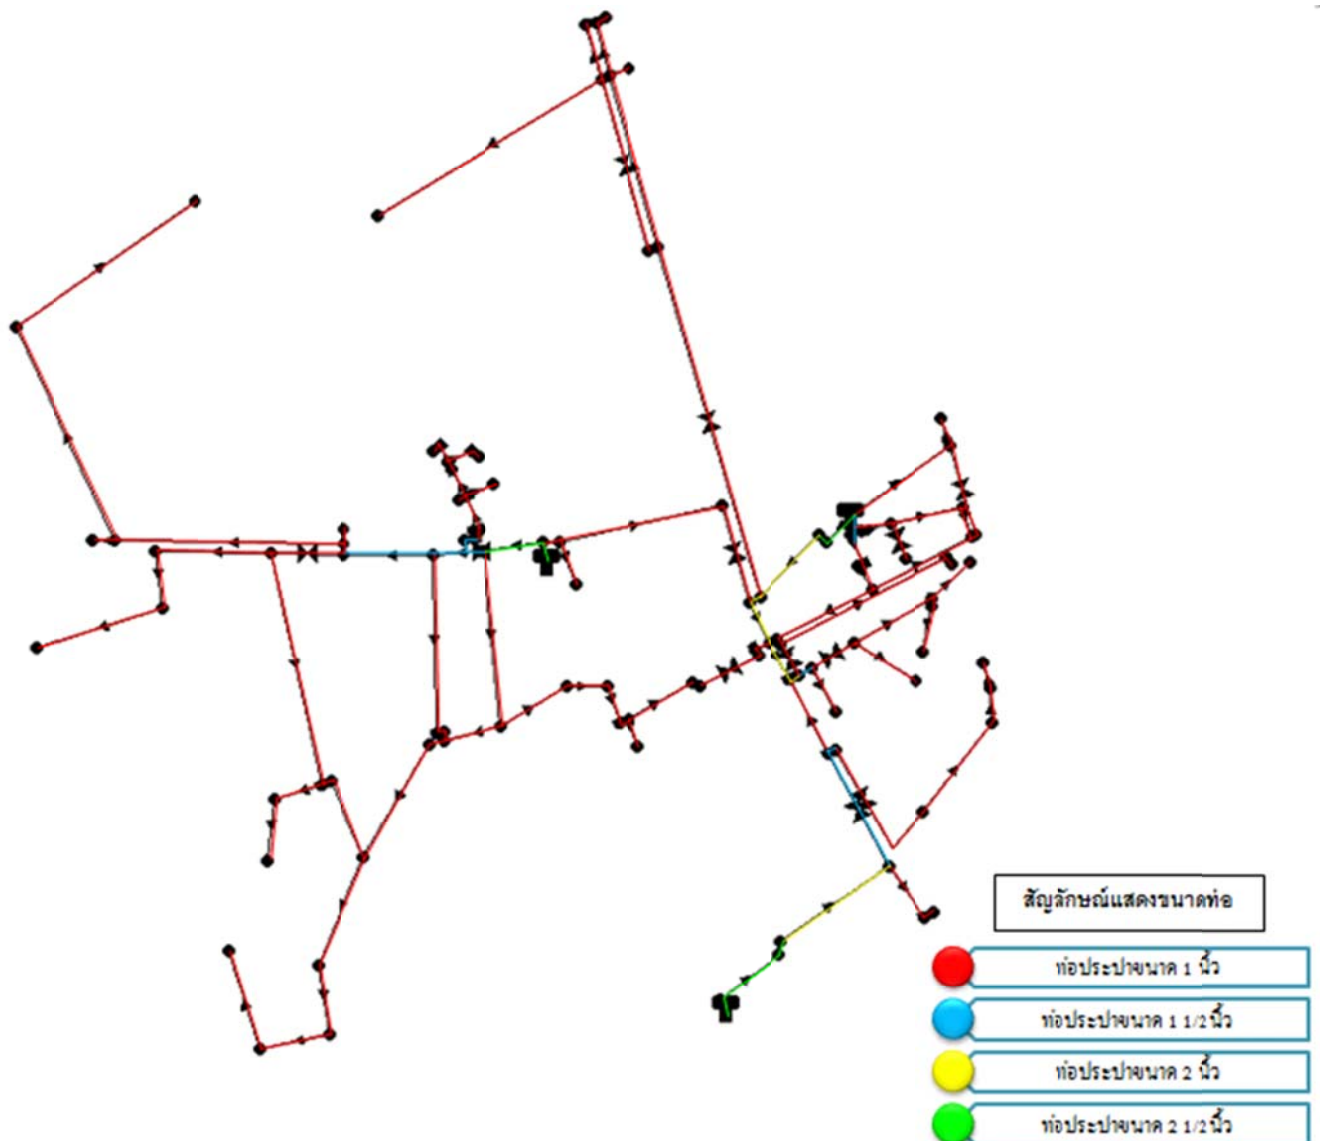 สัญลักษณ์แสดงขนาดท่อ
ท่อประปาขนาด 1 นิ้ว
ท่อประปาขนาด 1 1/2 นิ้ว
ท่อประปาขนาด 2 นิ้ว
ท่อประปาขนาด 2 1/2 นิ้ว